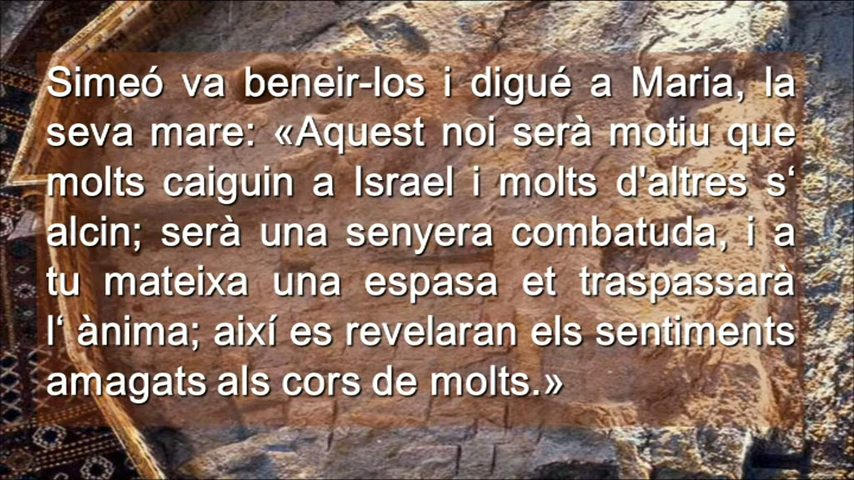 Simeó va beneir-los i digué a Maria, la
seva mare: «Aquest noi serà motiu que
molts caiguin a Israel i molts d'altres s‘
alcin; serà una senyera combatuda, i a
tu mateixa una espasa et traspassarà
l‘ ànima; així es revelaran els sentiments
amagats als cors de molts.»